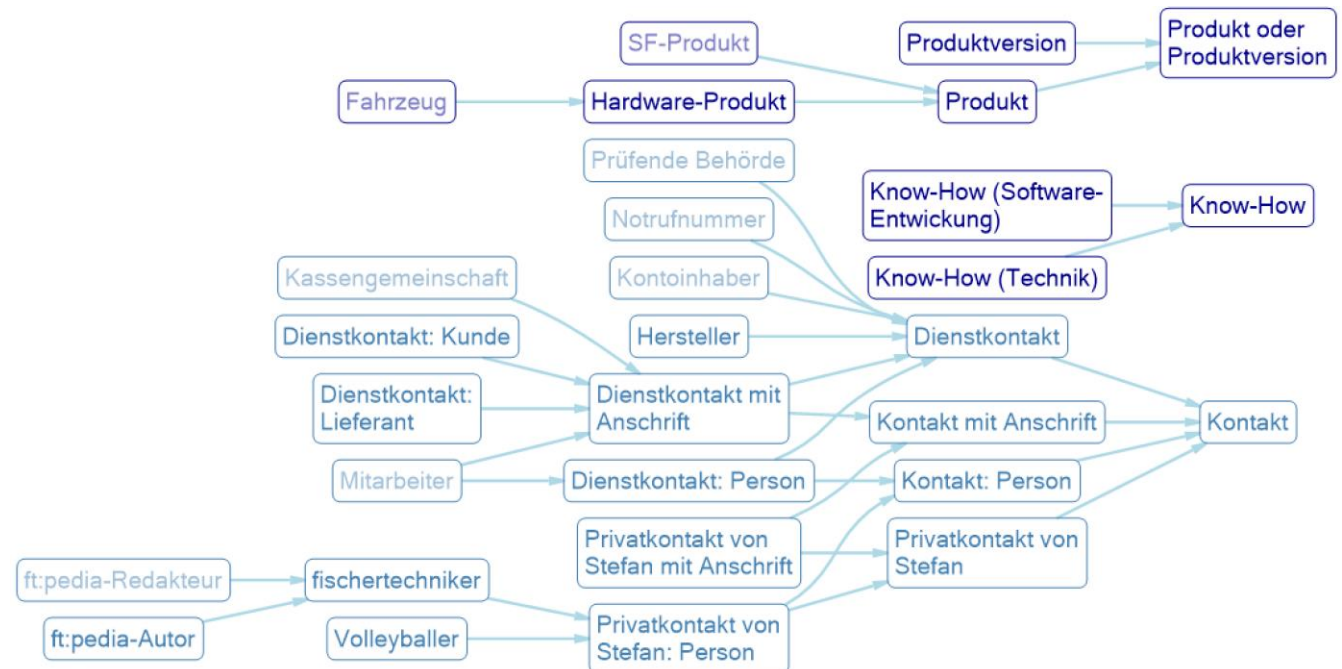 SF-Produkt
Produktversion
Produkt oder
Produktversion
Fahrzeug
Hardware-Produkt
Produkt
Prüfende Behörde
Know-How (Software-
Entwickung)
Know-How
Notrufnummer
Kassengemeinschaft
Kontoinhaber
Know-How (Technik)
Dienstkontakt: Kunde
Hersteller
Dienstkontakt
Dienstkontakt:
Lieferant
Dienstkontakt mit
Anschrift
Kontakt mit Anschrift
Kontakt
Mitarbeiter
Dienstkontakt: Person
Kontakt: Person
Privatkontakt von
Stefan mit Anschrift
Privatkontakt von
Stefan
ft:pedia-Redakteur
fischertechniker
ft:pedia-Autor
Volleyballer
Privatkontakt von
Stefan: Person